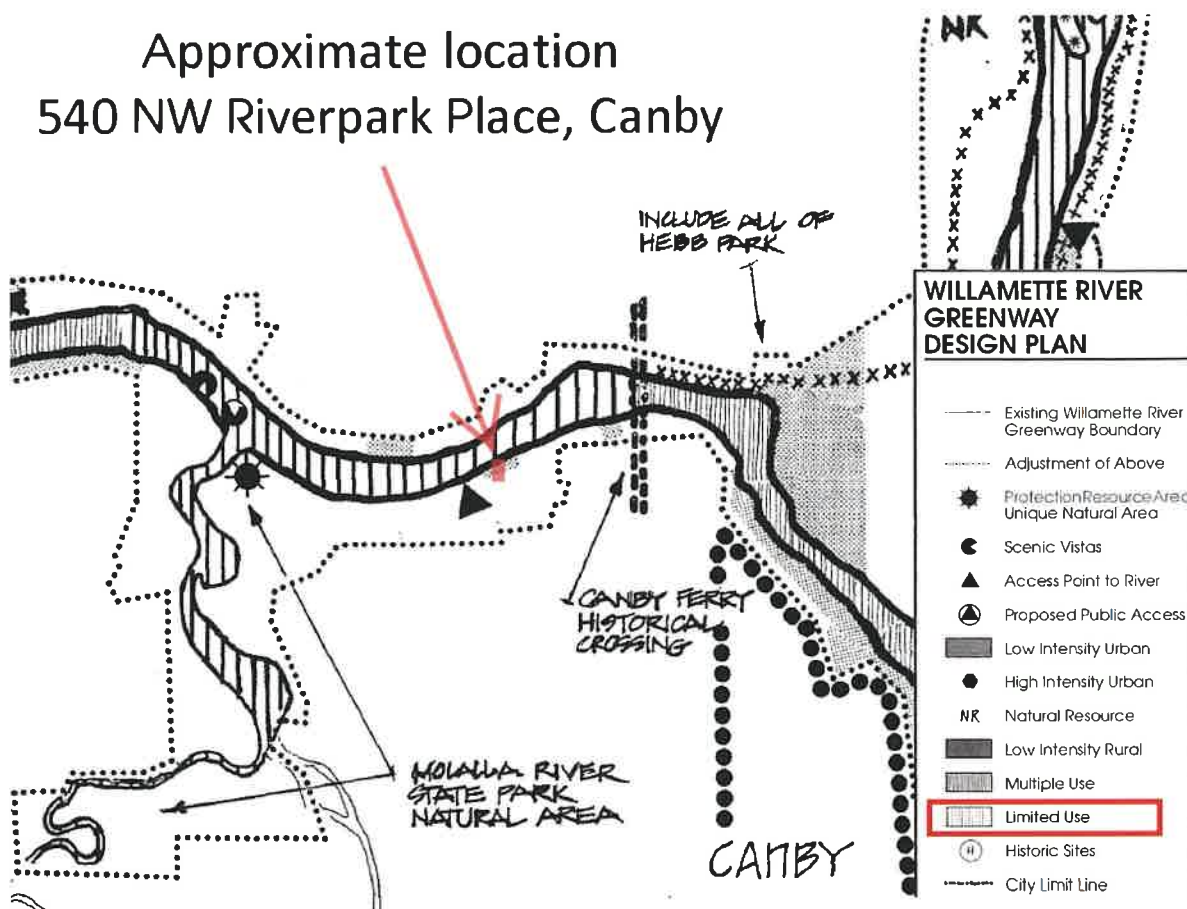 Approximate location
540 NW Riverpark Place, Canby
NR
INCLUDE ALL OF
HEBB PARK
CANBY FERRY
HISTORICAL
CROSSING
MOLALLA RIVER
STATE PARK
NATURAL AREA
CANBY
WILLAMETTE RIVER
GREENWAY
DESIGN PLAN
Existing Willamette River
Greenway Boundary
Adjustment of Above
Protection Resource Area
Unique Natural Area
Scenic Vistas
Access Point to River
Proposed Public Access
Low Intensity Urban
High Intensity Urban
NR Natural Resource
Low Intensity Rural
Multiple Use
Limited Use
H Historic Sites
City Limit Line